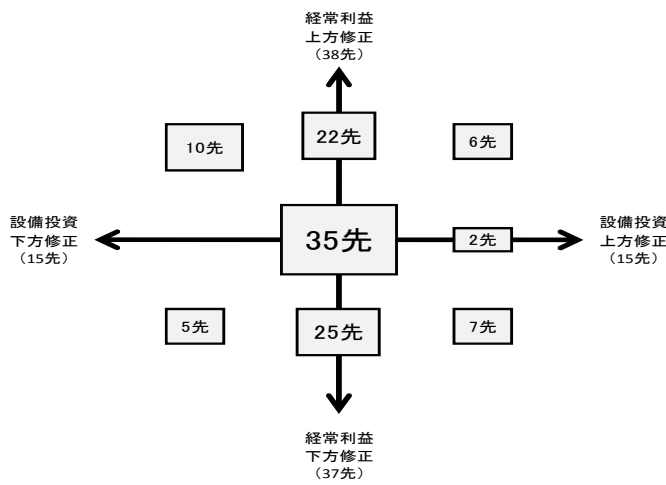 経常利益
上方修正
（38先）
10先
22先
6先
設備投資
下方修正
（15先）
35先
2先
設備投資
上方修正
（15先）
5先
25先
7先
経常利益
下方修正
（37先）